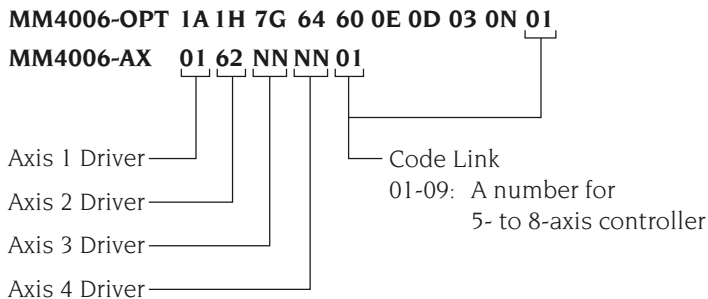 MM4006-OPT 1A 1H 7G 64 60 0E 0D 03 0N 01
MM4006-AX 01 62 NN NN 01
Axis 1 Driver
Axis 2 Driver
Axis 3 Driver
Axis 4 Driver
Code Link
01-09: A number for
5- to 8-axis controller